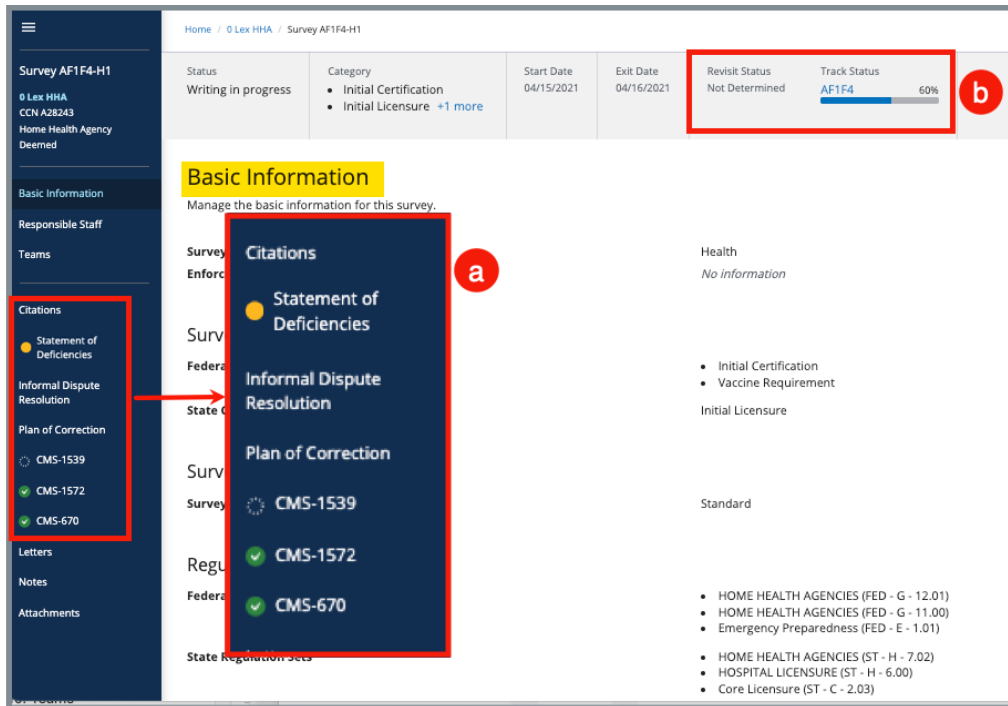 Home / 0 Lex HHA / Survey AF1F4-H1
Survey AF1F4-H1
0 Lex HHA
CCN A28243
Home Health Agency
Deemed
Basic Information
Responsible Staff
Teams
Citations
Statement of
Deficiencies
Informal Dispute
Resolution
Plan of Correction
CMS-1539
CMS-1572
CMS-670
Letters
Notes
Attachments
Status
Writing in progress
Category
• Initial Certification
• Initial Licensure +1 more
Start Date
04/15/2021
Exit Date
04/16/2021
Revisit Status
Not Determined
Track Status
AF1F4 60%
b
Basic Information
Manage the basic information for this survey.
Survey
Health
Enforc
No information
Surv
Federa
• Initial Certification
• Vaccine Requirement
State
Initial Licensure
Surv
Survey
Standard
Regu
Federa
• HOME HEALTH AGENCIES (FED - G - 12.01)
• HOME HEALTH AGENCIES (FED - G - 11.00)
• Emergency Preparedness (FED - E - 1.01)
State Regulation Sets
• HOME HEALTH AGENCIES (ST - H - 7.02)
• HOSPITAL LICENSURE (ST - H - 6.00)
• Core Licensure (ST - C - 2.03)
Citations
Statement of
Deficiencies
Informal Dispute
Resolution
Plan of Correction
CMS-1539
CMS-1572
CMS-670
a